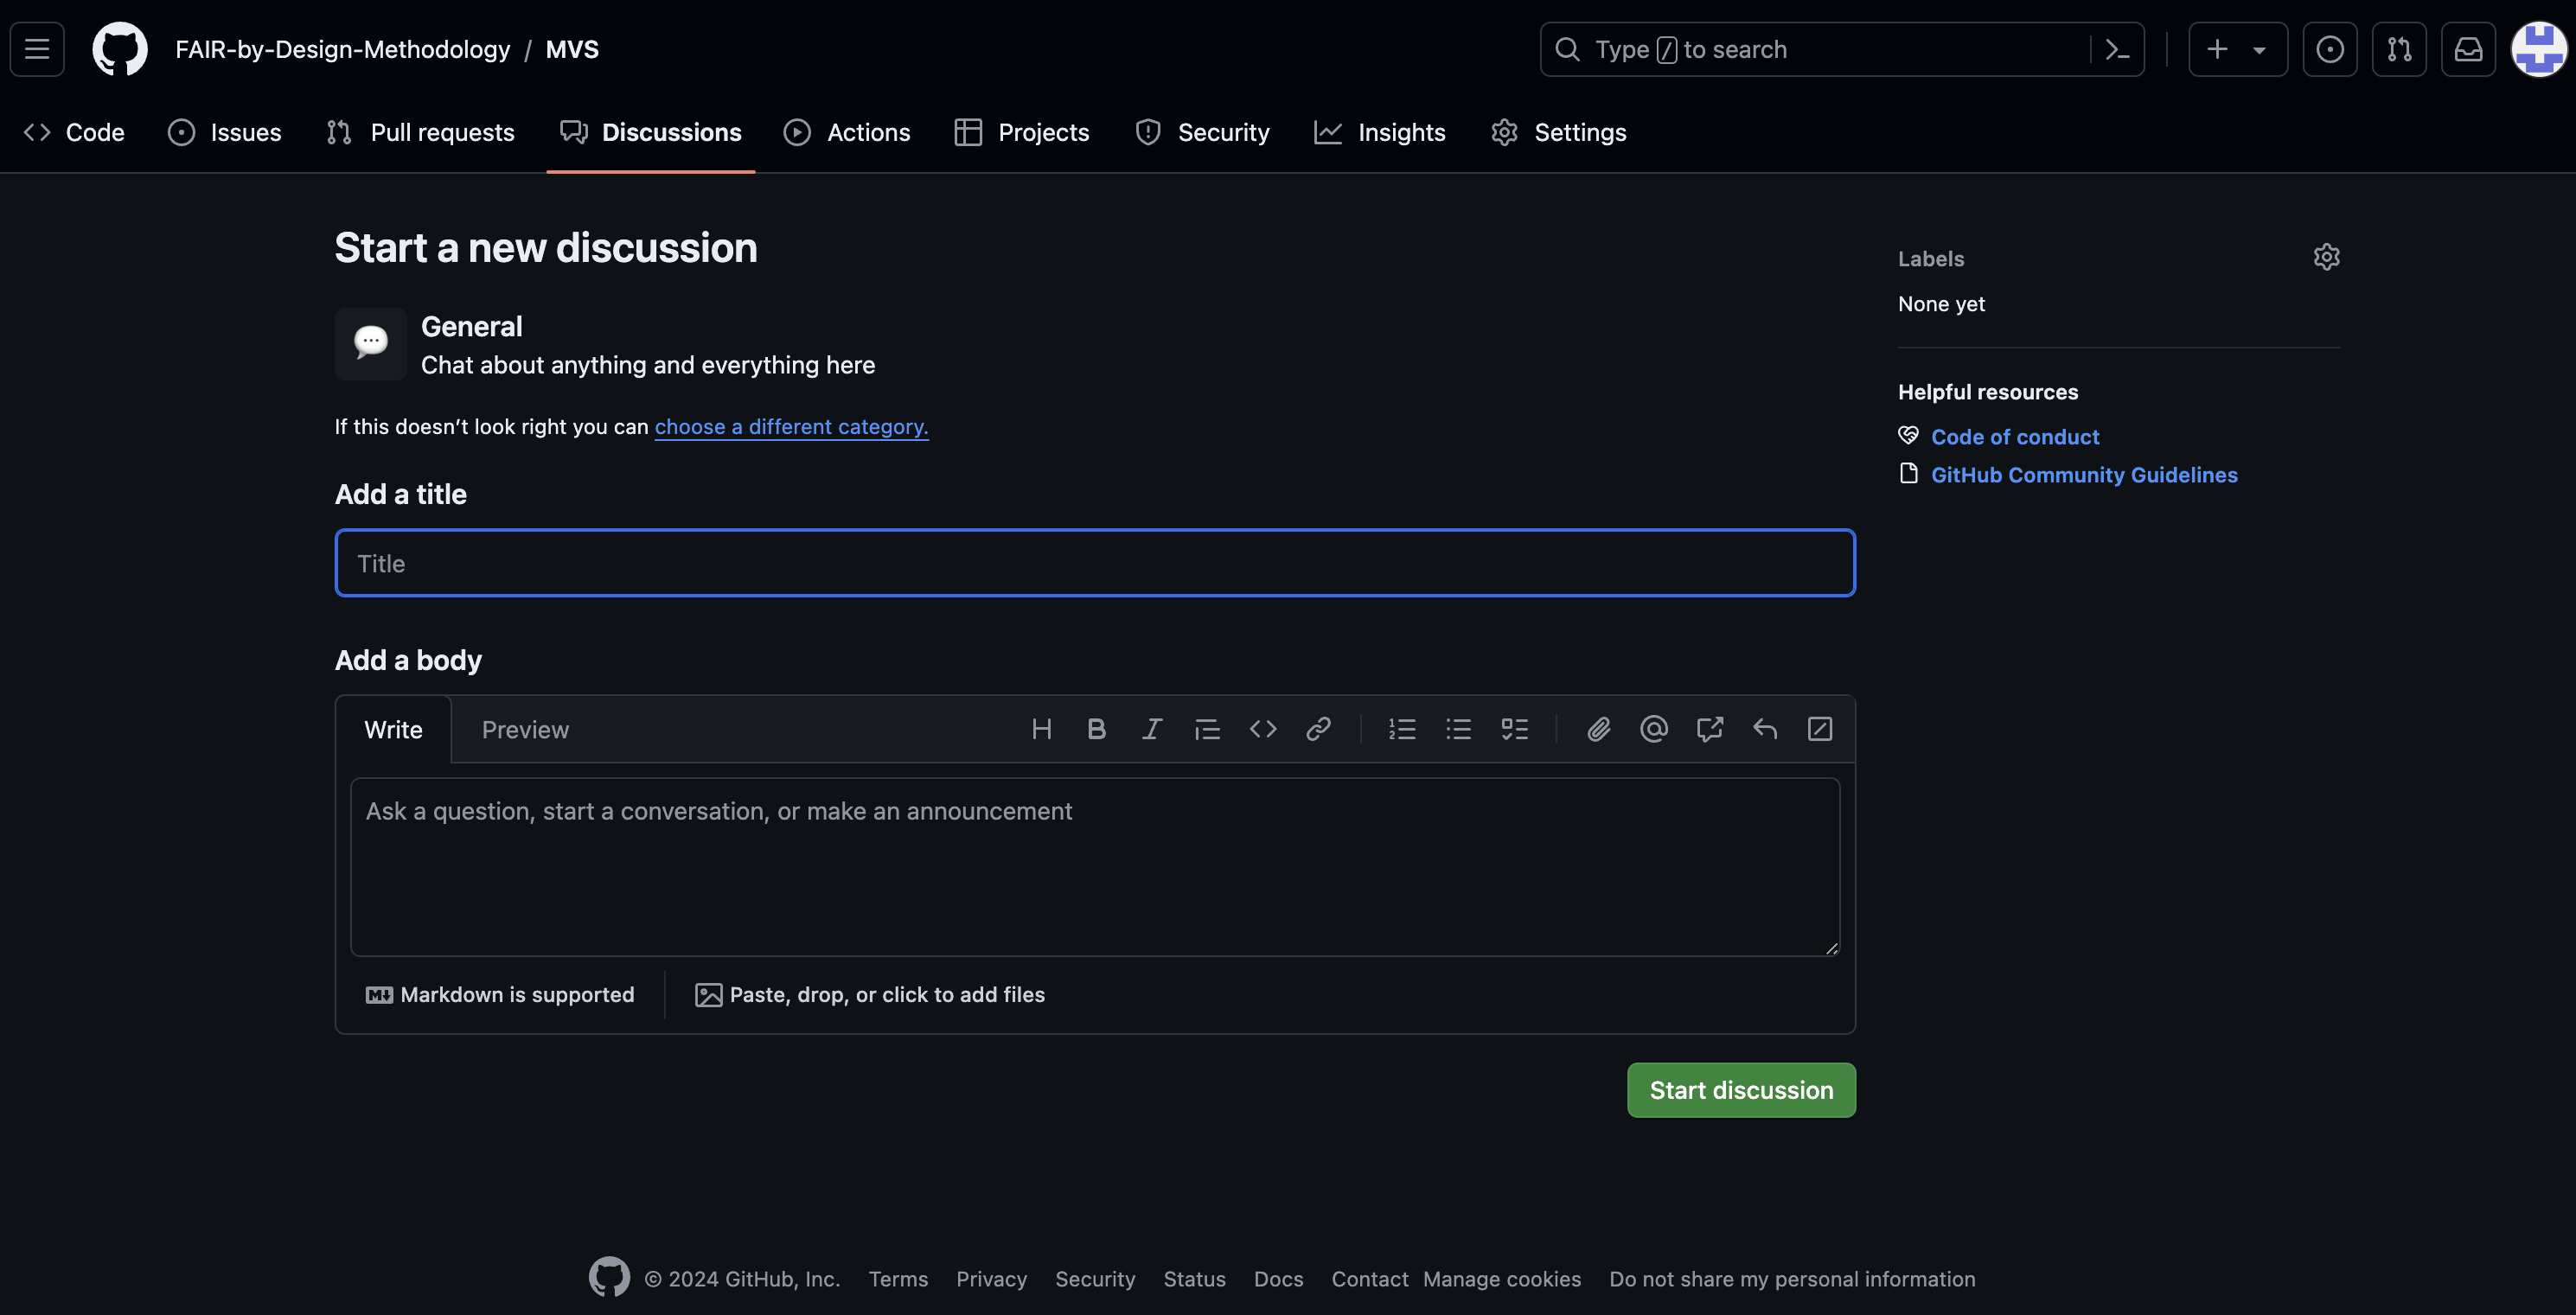 FAIR-by-Design-Methodology / MVS
Type / to search
Code Issues Pull requests Discussions Actions Projects Security Insights Settings
Start a new discussion
General
Chat about anything and everything here
If this doesn’t look right you can choose a different category.
Add a title
Title
Add a body
Write Preview
Ask a question, start a conversation, or make an announcement
Markdown is supported
Paste, drop, or click to add files
Start discussion
Labels
None yet
Helpful resources
Code of conduct
GitHub Community Guidelines
© 2024 GitHub, Inc. Terms Privacy Security Status Docs Contact Manage cookies Do not share my personal information